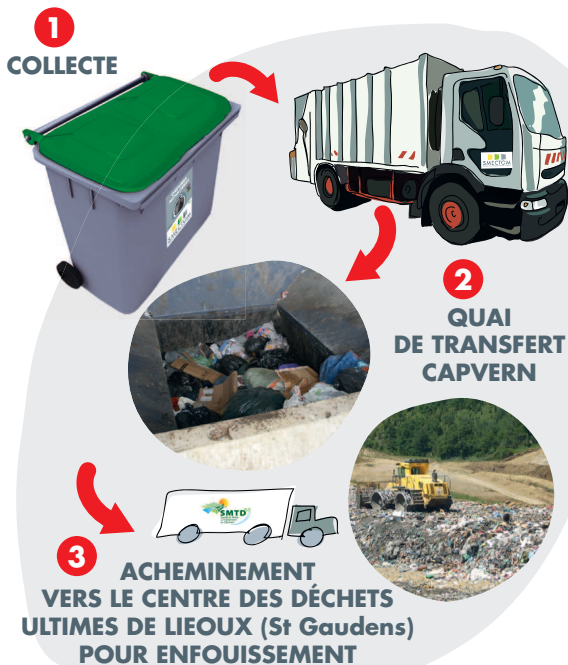 1
COLLECTE
SMECTOM
2
QUAI
DE TRANSFERT
CAPVERN
SMTD
3
ACHEMINEMENT
VERS LE CENTRE DES DÉCHETS
ULTIMES DE LIEOUX (St Gaudens)
POUR ENFOUISSEMENT